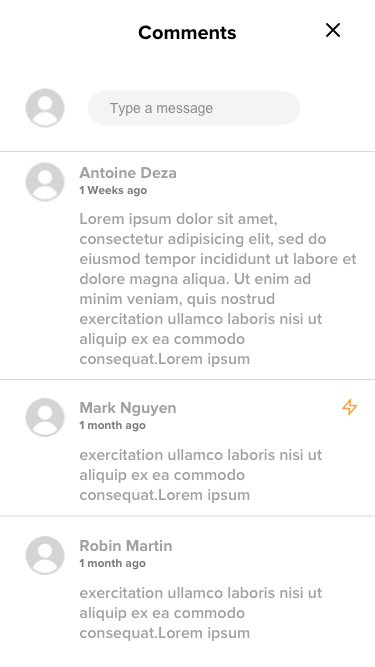 Comments
Type a message
Antoine Deza
1 Weeks ago
Lorem ipsum dolor sit amet,
consectetur adipisicing elit, sed do
eiusmod tempor incididunt ut labore et
dolore magna aliqua. Ut enim ad
minim veniam, quis nostrud
exercitation ullamco laboris nisi ut
aliquip ex ea commodo
consequat.Lorem ipsum
Mark Nguyen
1 month ago
exercitation ullamco laboris nisi ut
aliquip ex ea commodo
consequat.Lorem ipsum
Robin Martin
1 month ago
exercitation ullamco laboris nisi ut
aliquip ex ea commodo
consequat.Lorem ipsum